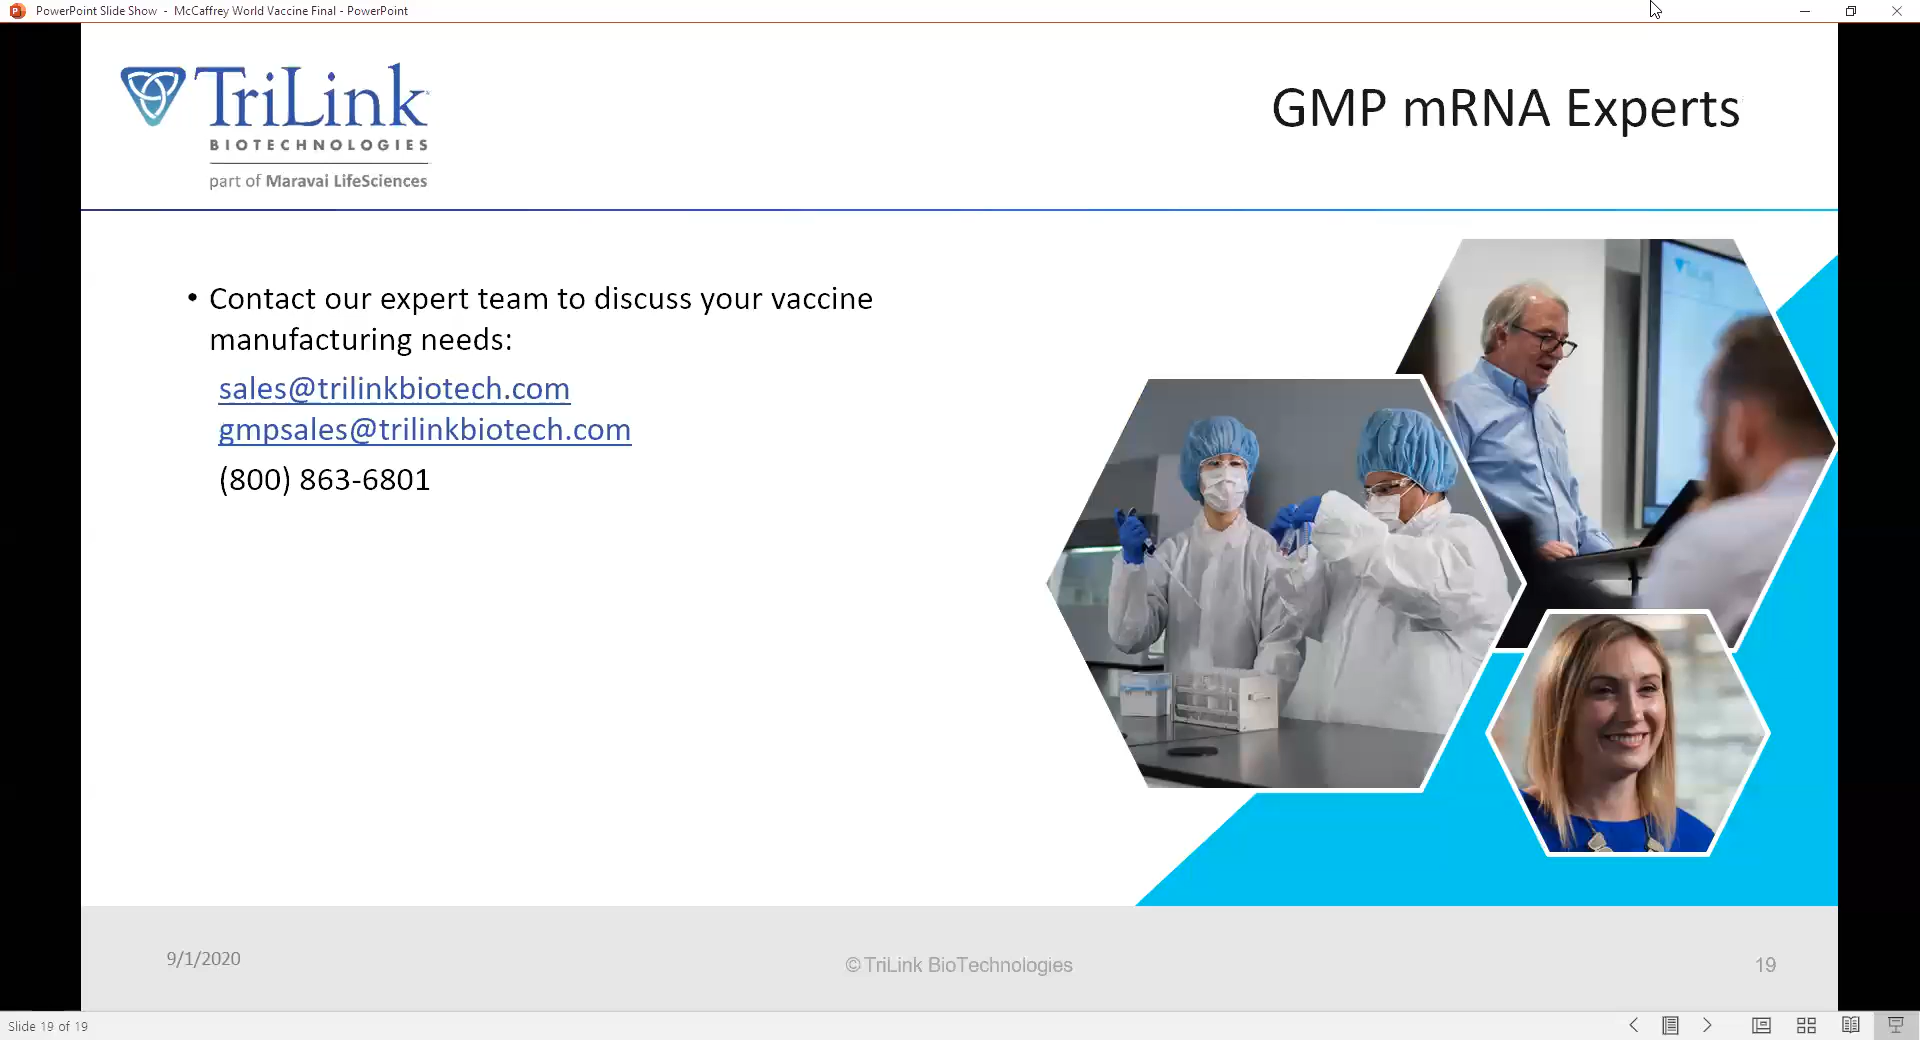 PowerPoint Slide Show - McCaffrey World Vaccine Final - PowerPoint
TriLink
BIOTECHNOLOGIES
part of Maravai LifeSciences
GMP mRNA Experts
• Contact our expert team to discuss your vaccine
manufacturing needs:
sales@trilinkbiotech.com
gmpsales@trilinkbiotech.com
(800) 863-6801
9/1/2020
© TriLink BioTechnologies
19
Slide 19 of 19